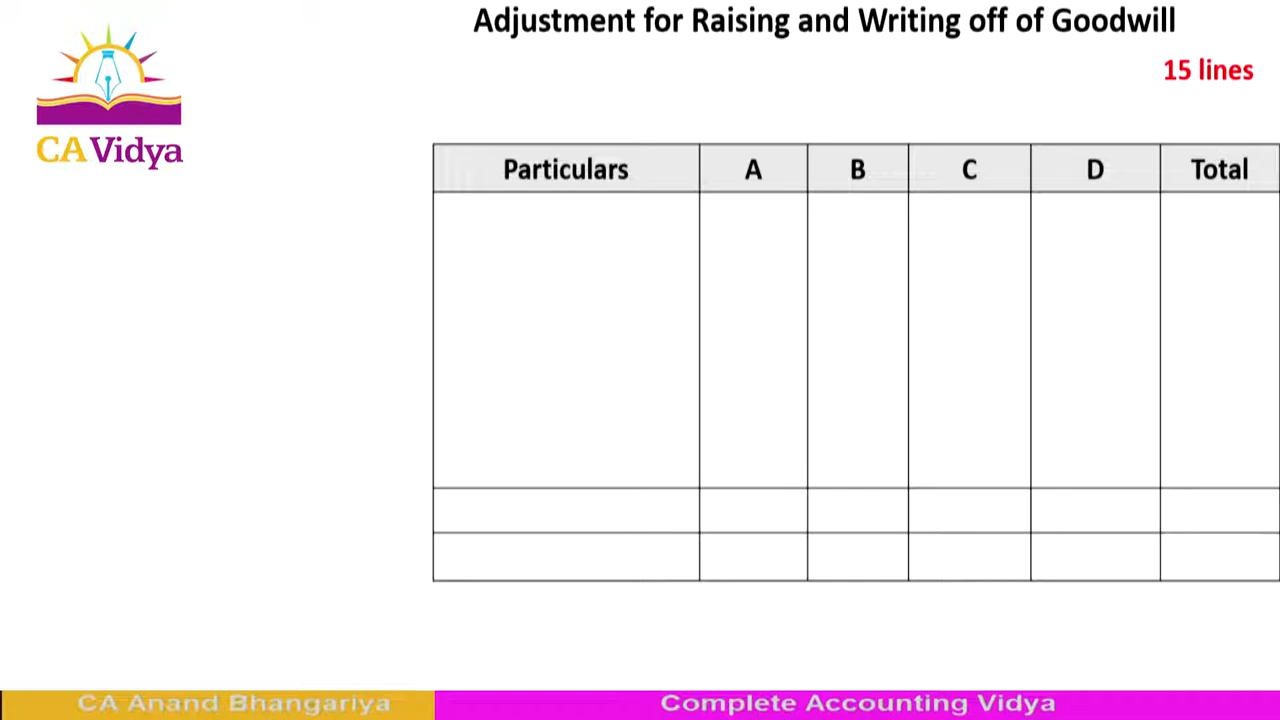 Adjustment for Raising and Writing off of Goodwill
15 lines
CA Vidya
Particulars A B C D Total
CA Anand Bhangariya
Complete Accounting Vidya